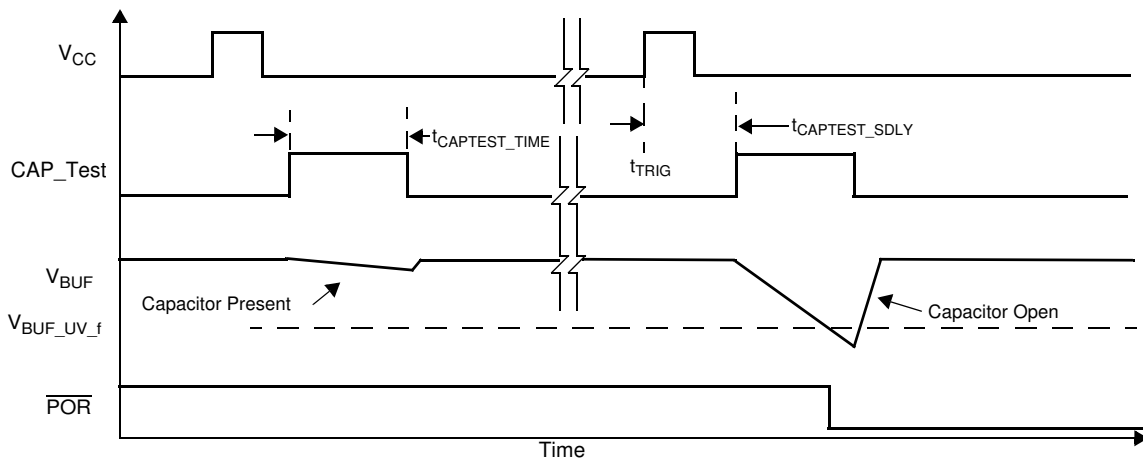 V_CC
t_CAPTEST_TIME
t_CAPTEST_SDLY
CAP_Test
t_TRIG
V_BUF
Capacitor Present
Capacitor Open
V_BUF_UV_f
POR
Time